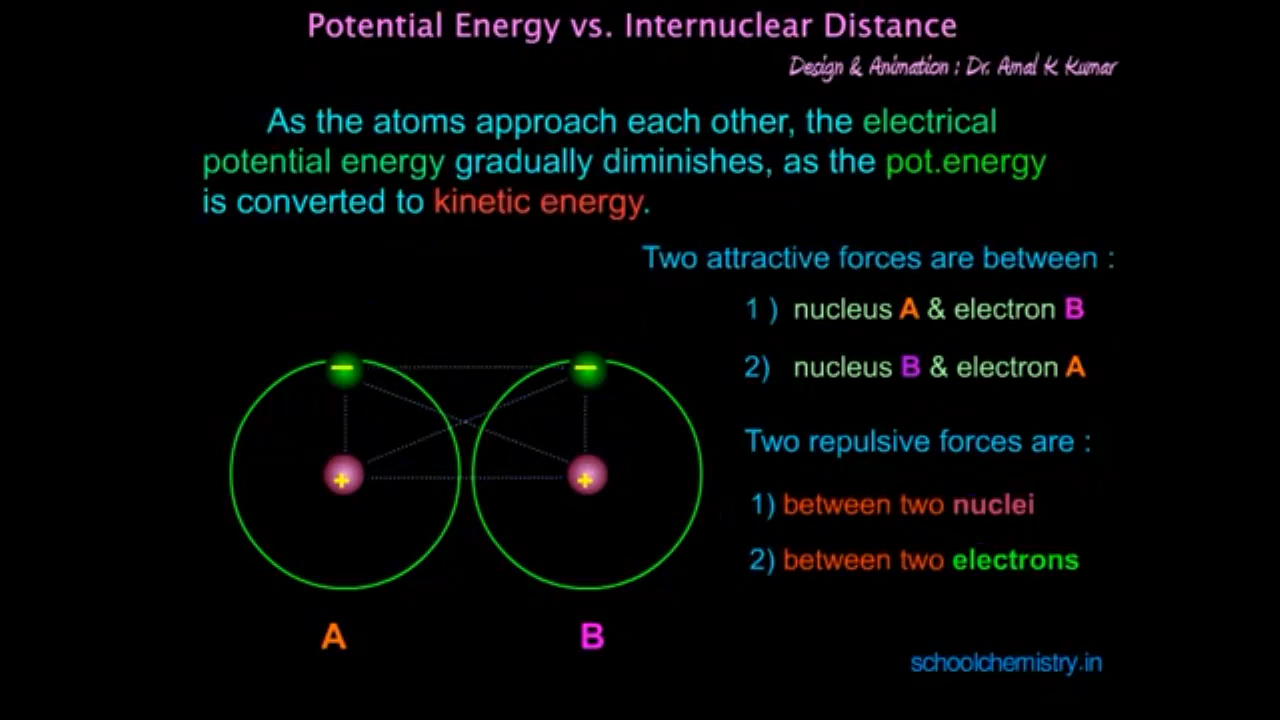 Potential Energy vs. Internuclear Distance
Design & Animation : Dr. Amal K Kumar
As the atoms approach each other, the electrical
potential energy gradually diminishes, as the pot.energy
is converted to kinetic energy.
Two attractive forces are between :
1 ) nucleus A & electron B
2) nucleus B & electron A
Two repulsive forces are :
1) between two nuclei
2) between two electrons
− −
+ +
A B
schoolchemistry.in